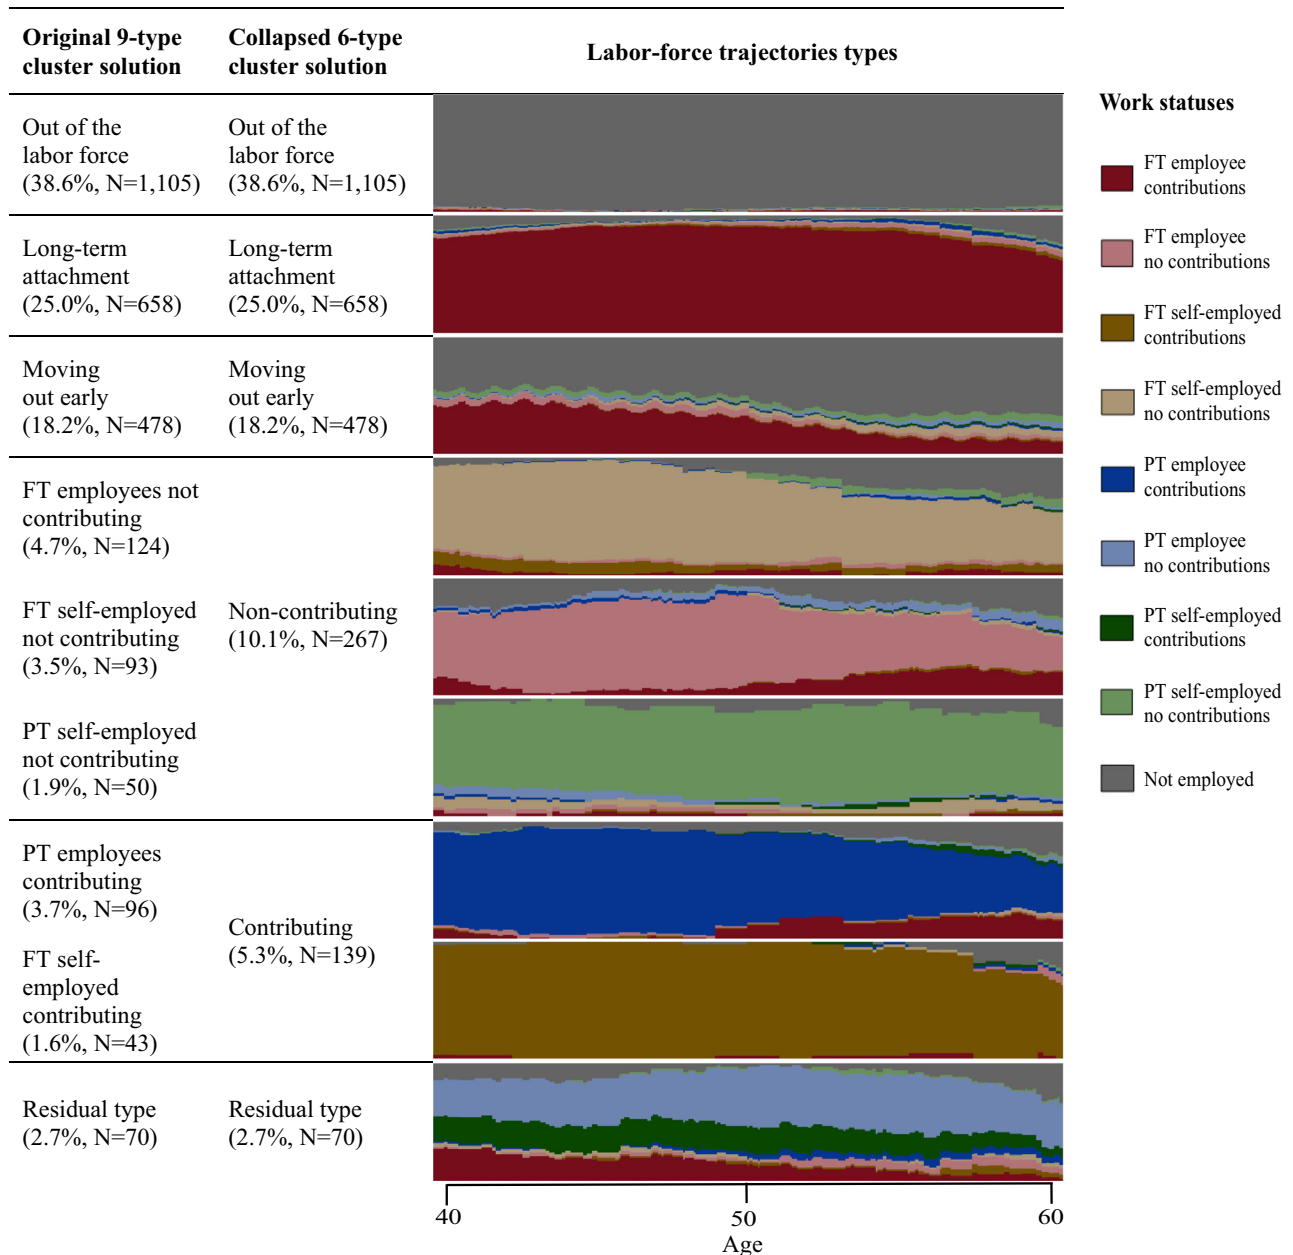 Original 9-type
cluster solution
Collapsed 6-type
cluster solution
Labor-force trajectories types
Out of the
labor force
(38.6%, N=1,105)
Out of the
labor force
(38.6%, N=1,105)
Long-term
attachment
(25.0%, N=658)
Long-term
attachment
(25.0%, N=658)
Moving
out early
(18.2%, N=478)
Moving
out early
(18.2%, N=478)
FT employees not
contributing
(4.7%, N=124)
FT self-employed
not contributing
(3.5%, N=93)
PT self-employed
not contributing
(1.9%, N=50)
Non-contributing
(10.1%, N=267)
PT employees
contributing
(3.7%, N=96)
FT self-
employed
contributing
(1.6%, N=43)
Contributing
(5.3%, N=139)
Residual type
(2.7%, N=70)
Residual type
(2.7%, N=70)
40
50
60
Age
Work statuses
FT employee
contributions
FT employee
no contributions
FT self-employed
contributions
FT self-employed
no contributions
PT employee
contributions
PT employee
no contributions
PT self-employed
contributions
PT self-employed
no contributions
Not employed